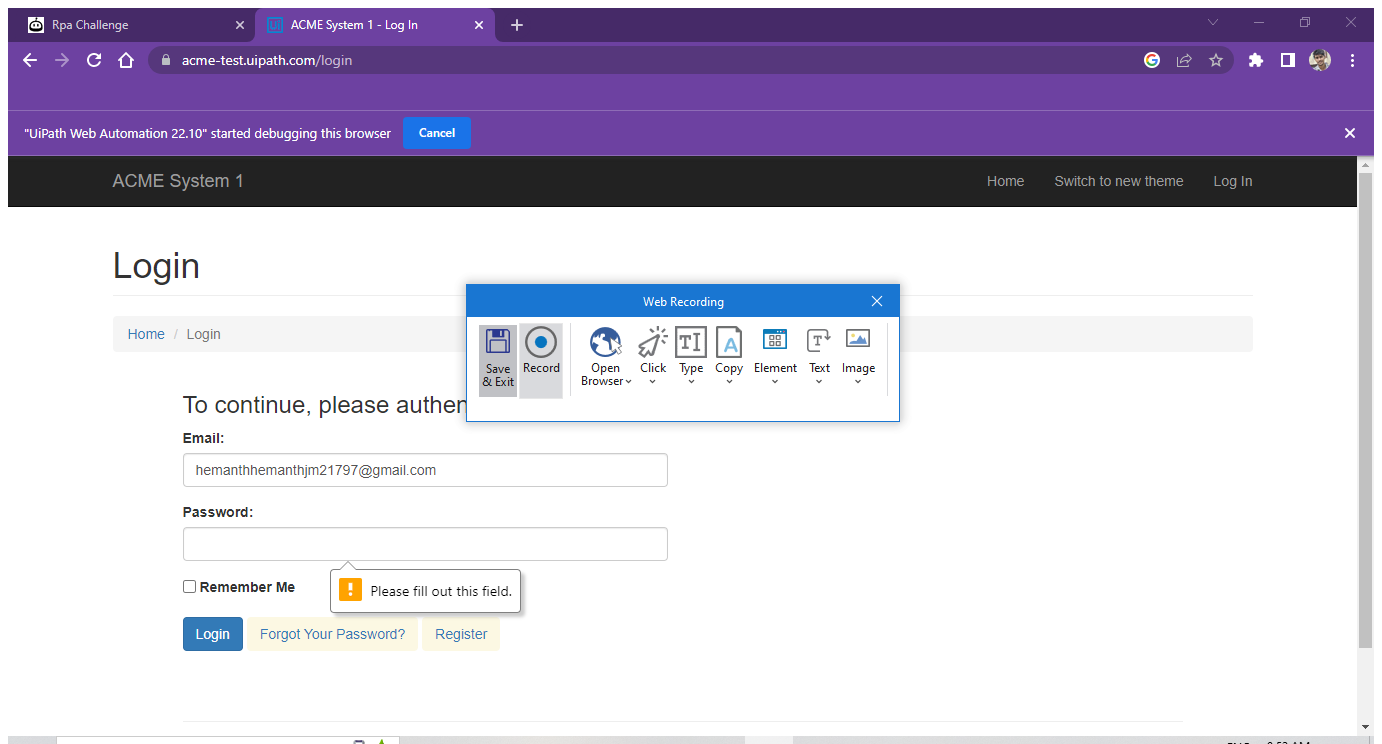 Rpa Challenge
ACME System 1 - Log In
acme-test.uipath.com/login
"UiPath Web Automation 22.10" started debugging this browser Cancel
ACME System 1 Home Switch to new theme Log In
Login
Home / Login
Web Recording
Save & Exit
Record
Open Browser
Click
Type
Copy
Element
Text
Image
To continue, please
Email:
hemanthhemanthjm21797@gmail.com
Password:
Remember Me
Please fill out this field.
Login Forgot Your Password? Register